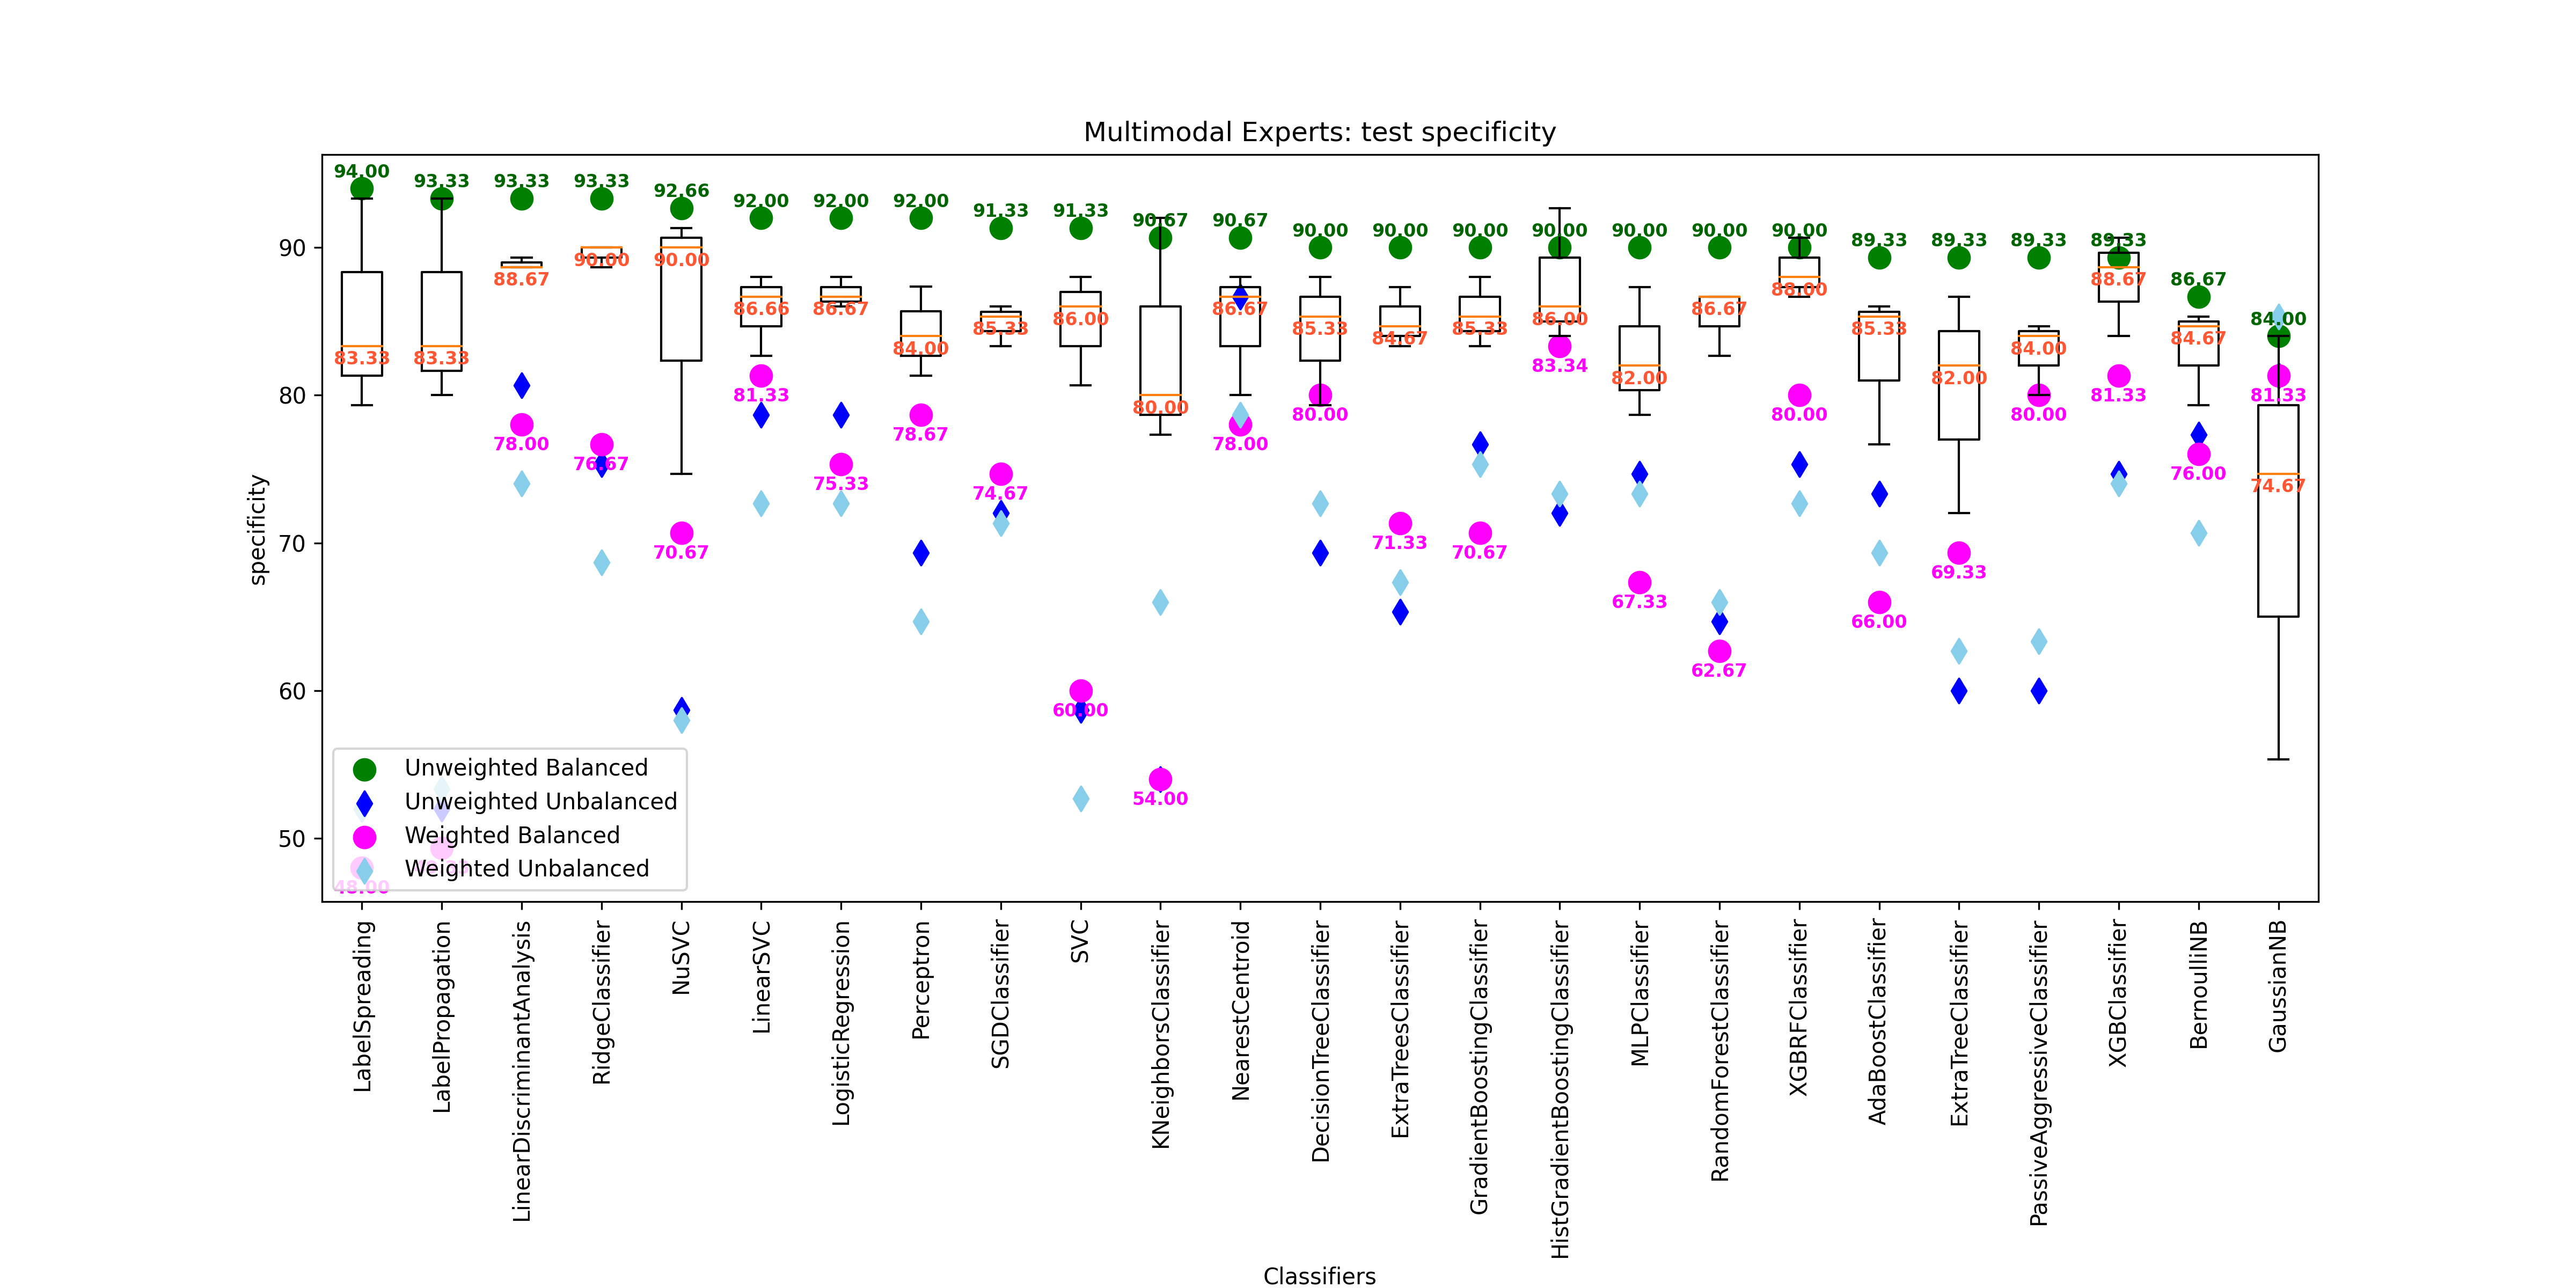 Multimodal Experts: test specificity
94.00 93.33 93.33 93.33 92.66 92.00 92.00 92.00 91.33 91.33 90.67 90.67 90.00 90.00 90.00 90.00 90.00 90.00 90.00 89.33 89.33 89.33 89.33 86.67 84.00
83.33 83.33 88.67 90.00 90.00 86.66 86.67 84.00 85.33 86.00 80.00 86.67 85.33 84.67 85.33 86.00 82.00 86.67 88.00 85.33 82.00 84.00 88.67 84.67 74.67
48.00 78.00 76.67 70.67 81.33 75.33 78.67 74.67 60.00 54.00 78.00 80.00 71.33 70.67 83.34 67.33 62.67 80.00 66.00 69.33 80.00 81.33 76.00 81.33
specificity
90
80
70
60
50
Unweighted Balanced
Unweighted Unbalanced
Weighted Balanced
Weighted Unbalanced
LabelSpreading
LabelPropagation
LinearDiscriminantAnalysis
RidgeClassifier
NuSVC
LinearSVC
LogisticRegression
Perceptron
SGDClassifier
SVC
KNeighborsClassifier
NearestCentroid
DecisionTreeClassifier
ExtraTreesClassifier
GradientBoostingClassifier
HistGradientBoostingClassifier
MLPClassifier
RandomForestClassifier
XGBRFClassifier
AdaBoostClassifier
ExtraTreeClassifier
PassiveAggressiveClassifier
XGBClassifier
BernoulliNB
GaussianNB
Classifiers